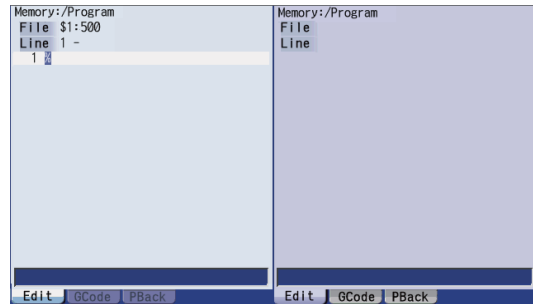 Memory:/Program
File $1:500
Line 1 -
1 %
Edit GCode PBack
Memory:/Program
File
Line
Edit GCode PBack